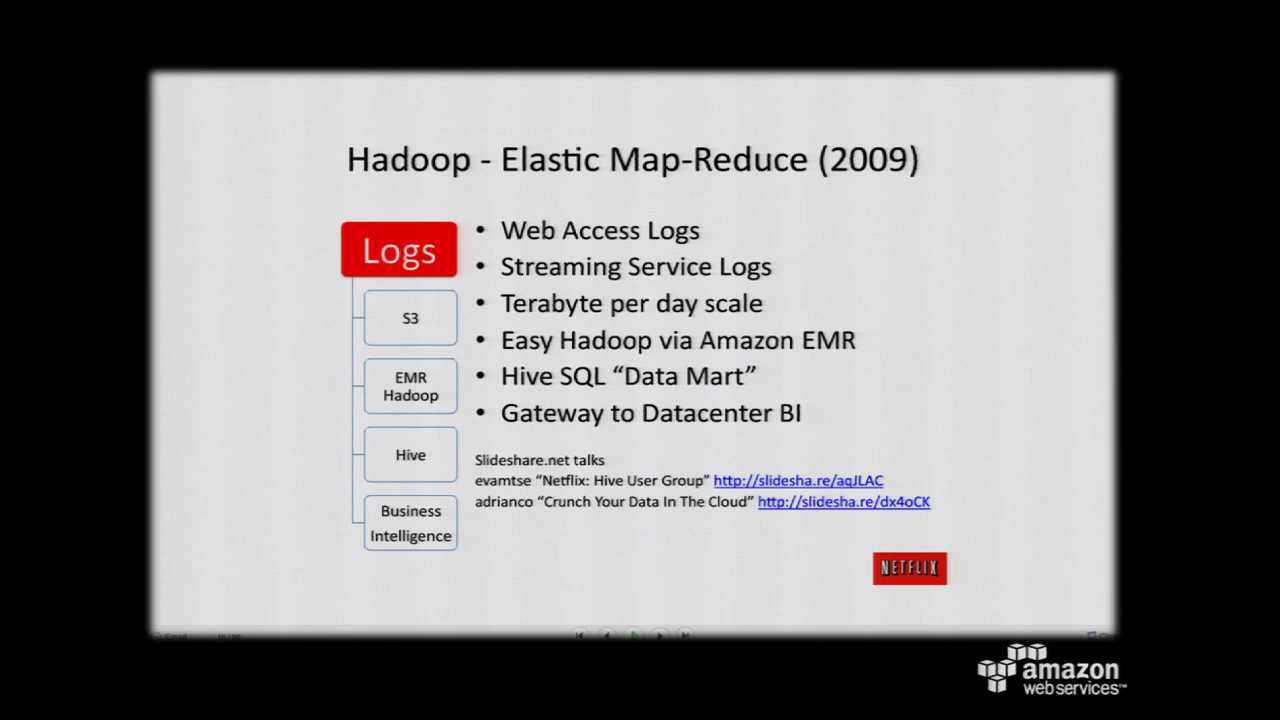 Hadoop - Elastic Map-Reduce (2009)
Logs
S3
EMR
Hadoop
Hive
Business
Intelligence
• Web Access Logs
• Streaming Service Logs
• Terabyte per day scale
• Easy Hadoop via Amazon EMR
• Hive SQL “Data Mart”
• Gateway to Datacenter BI
Slideshare.net talks
evamtse “Netflix: Hive User Group” http://slidesha.re/aqJLAC
adrianco “Crunch Your Data In The Cloud” http://slidesha.re/dx4oCK
NETFLIX
Email
amazon
webservices™